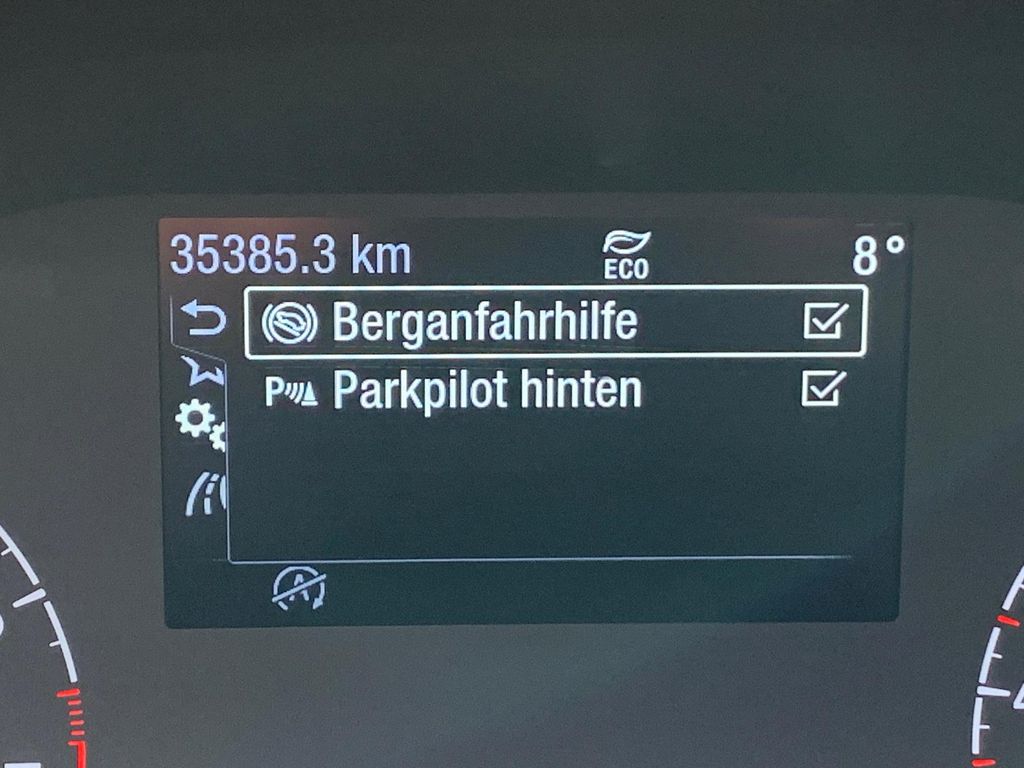 35385.3 km
ECO
8°
Berganfahrhilfe
P Parkpilot hinten
A